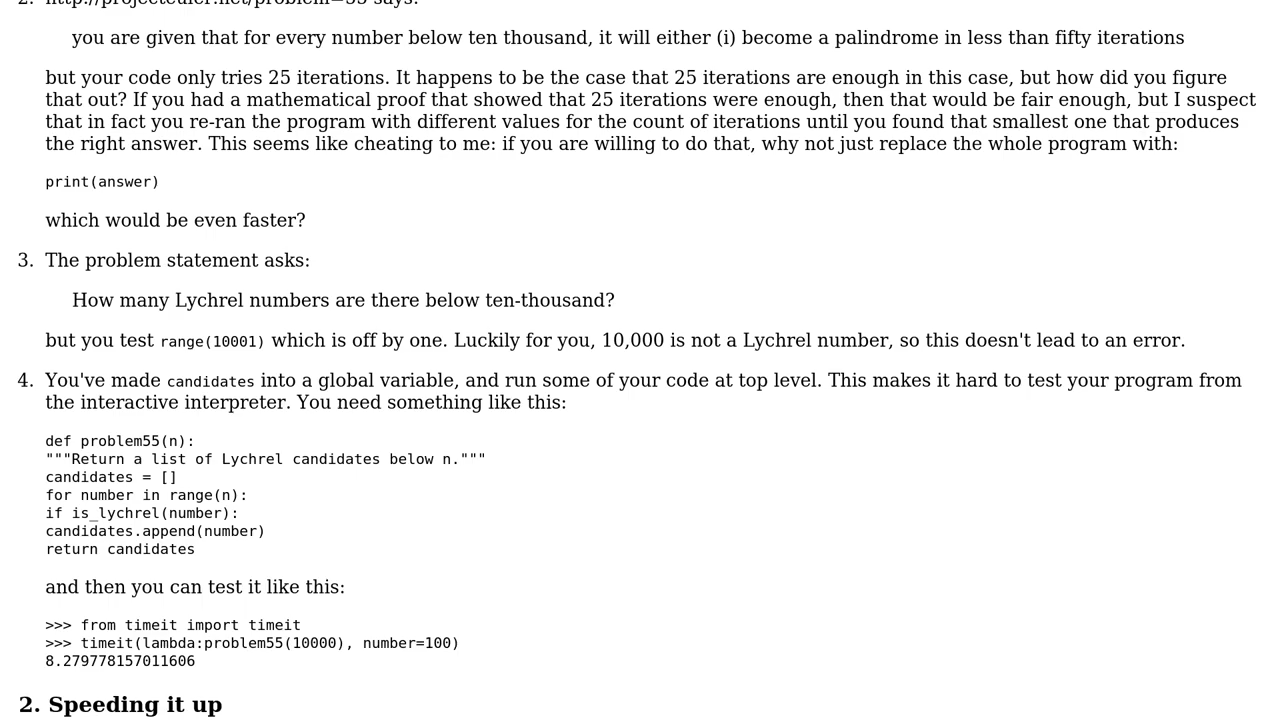 2. http://projecteuler.net/problem=55 says:
you are given that for every number below ten thousand, it will either (i) become a palindrome in less than fifty iterations
but your code only tries 25 iterations. It happens to be the case that 25 iterations are enough in this case, but how did you figure
that out? If you had a mathematical proof that showed that 25 iterations were enough, then that would be fair enough, but I suspect
that in fact you re-ran the program with different values for the count of iterations until you found that smallest one that produces
the right answer. This seems like cheating to me: if you are willing to do that, why not just replace the whole program with:
print(answer)
which would be even faster?
3. The problem statement asks:
How many Lychrel numbers are there below ten-thousand?
but you test range(10001) which is off by one. Luckily for you, 10,000 is not a Lychrel number, so this doesn't lead to an error.
4. You've made candidates into a global variable, and run some of your code at top level. This makes it hard to test your program from
the interactive interpreter. You need something like this:
def problem55(n):
"""Return a list of Lychrel candidates below n."""
candidates = []
for number in range(n):
if is_lychrel(number):
candidates.append(number)
return candidates
and then you can test it like this:
>>> from timeit import timeit
>>> timeit(lambda:problem55(10000), number=100)
8.279778157011606
2. Speeding it up